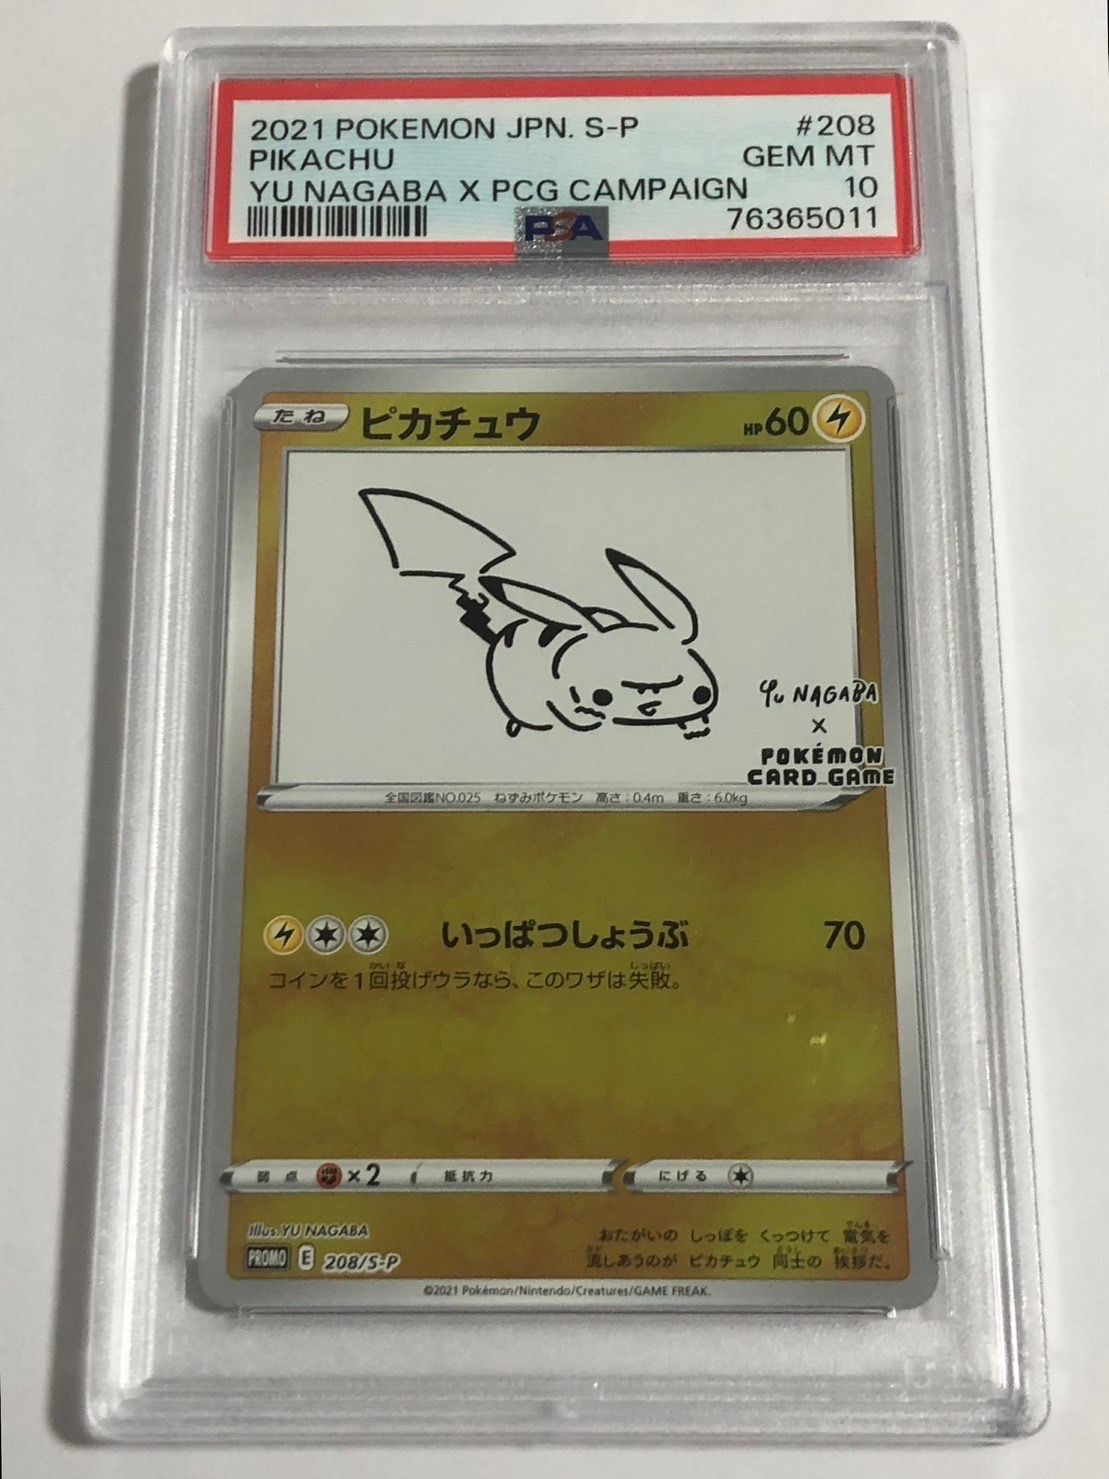 2021 POKEMON JPN. S-P #208
PIKACHU GEM MT
YU NAGABA X PCG CAMPAIGN 10
PSA 76365011
たね ピカチュウ HP60
Yu NAGABA
×
POKÉMON
CARD GAME
全国図鑑NO.025 ねずみポケモン 高さ:0.4m 重さ:6.0kg
いっぱつしょうぶ 70
コインを1回投げウラなら、このワザは失敗。
弱点 ×2 抵抗力 にげる
Illus. YU NAGABA
PROMO E 208/S-P
おたがいの しっぽを くっつけて 電気を
流しあうのが ピカチュウ 同士の 挨拶だ。
©2021 Pokémon/Nintendo/Creatures/GAME FREAK.